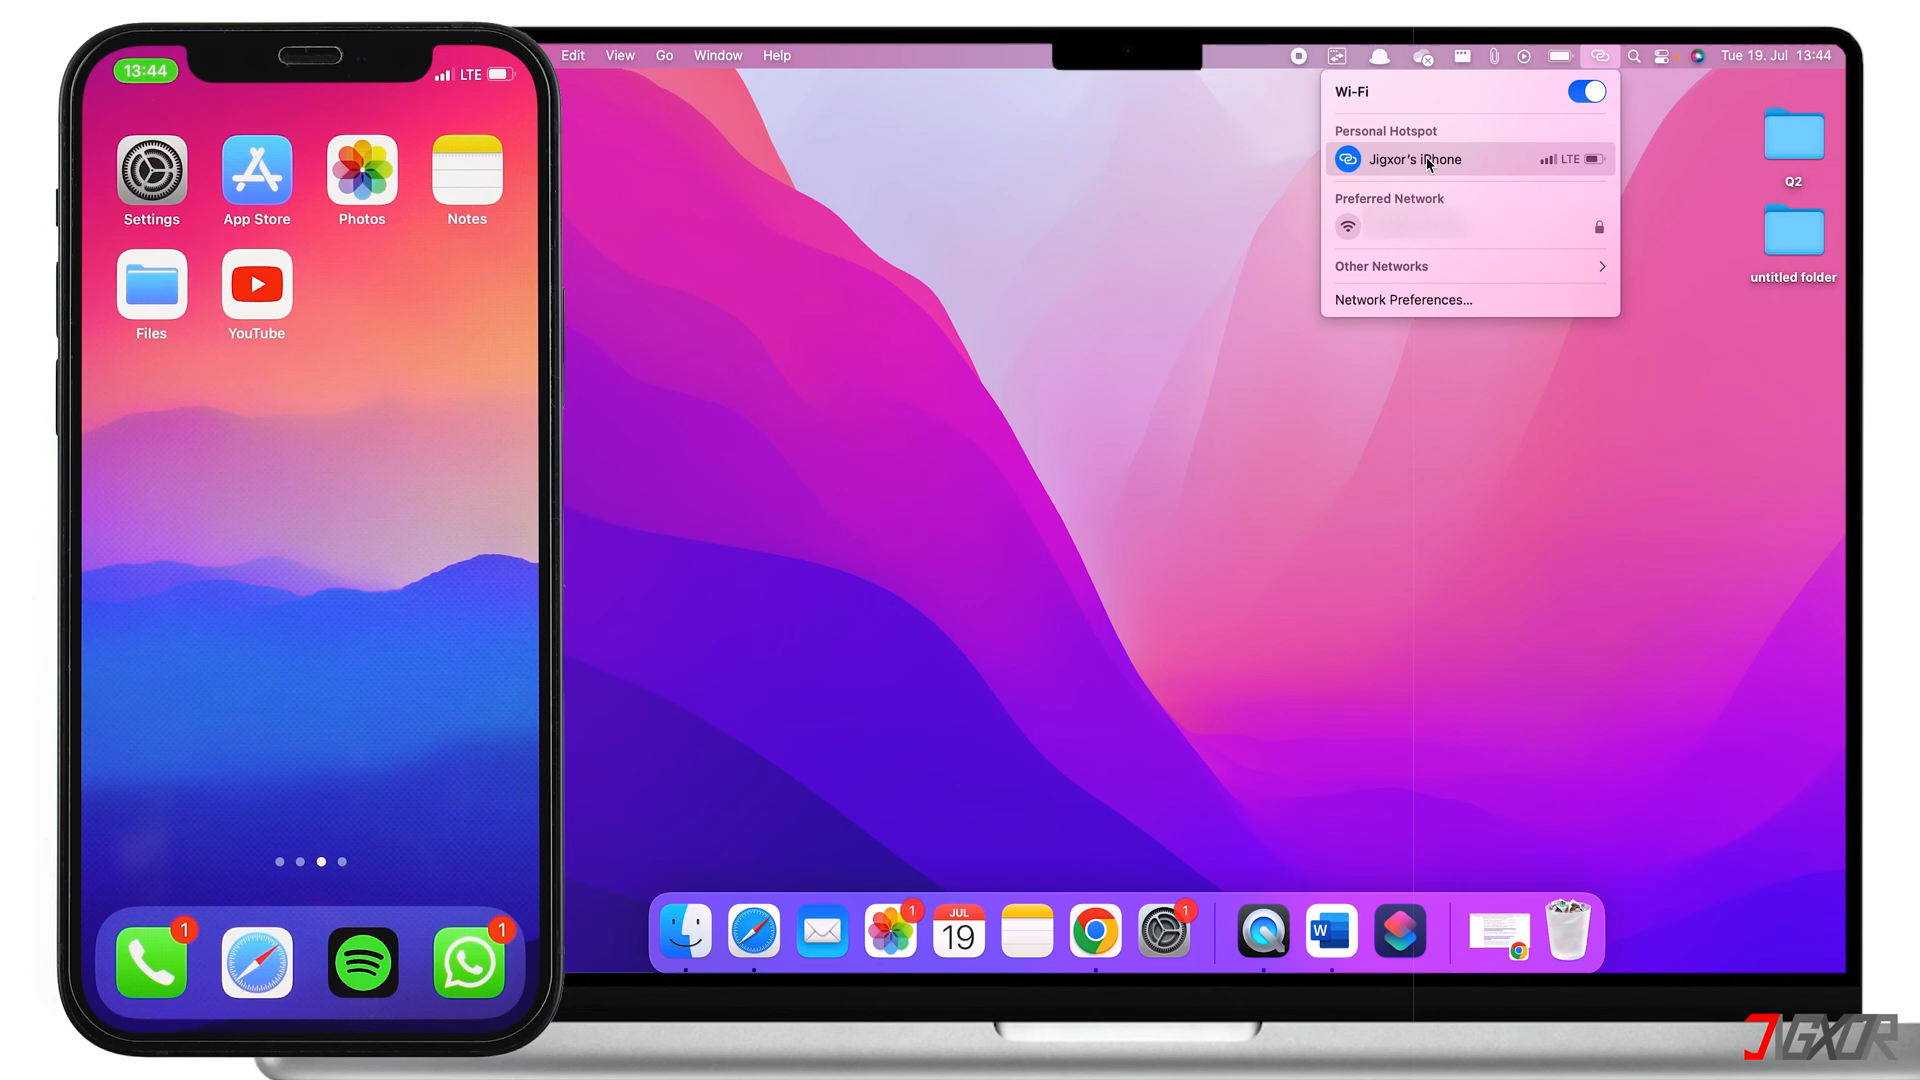 13:44
LTE
Settings
App Store
Photos
Notes
Files
YouTube
1
1
Edit View Go Window Help
Tue 19. Jul 13:44
Wi-Fi
Personal Hotspot
Jigxor's iPhone LTE
Preferred Network
Other Networks
Network Preferences...
Q2
untitled folder
1
JUL
19
1
W
JIGXOR